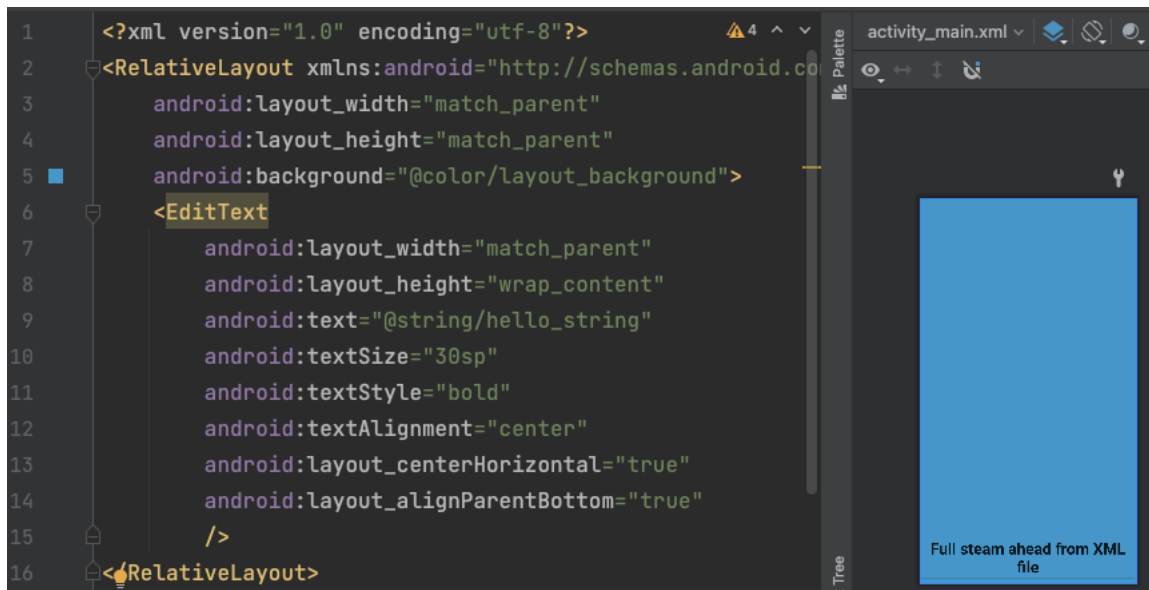 1 <?xml version="1.0" encoding="utf-8"?>
2 <RelativeLayout xmlns:android="http://schemas.android.co
3 android:layout_width="match_parent"
4 android:layout_height="match_parent"
5 android:background="@color/layout_background">
6 <EditText
7 android:layout_width="match_parent"
8 android:layout_height="wrap_content"
9 android:text="@string/hello_string"
10 android:textSize="30sp"
11 android:textStyle="bold"
12 android:textAlignment="center"
13 android:layout_centerHorizontal="true"
14 android:layout_alignParentBottom="true"
15 />
16 </RelativeLayout>
4
Palette
Tree
activity_main.xml
Full steam ahead from XML
file